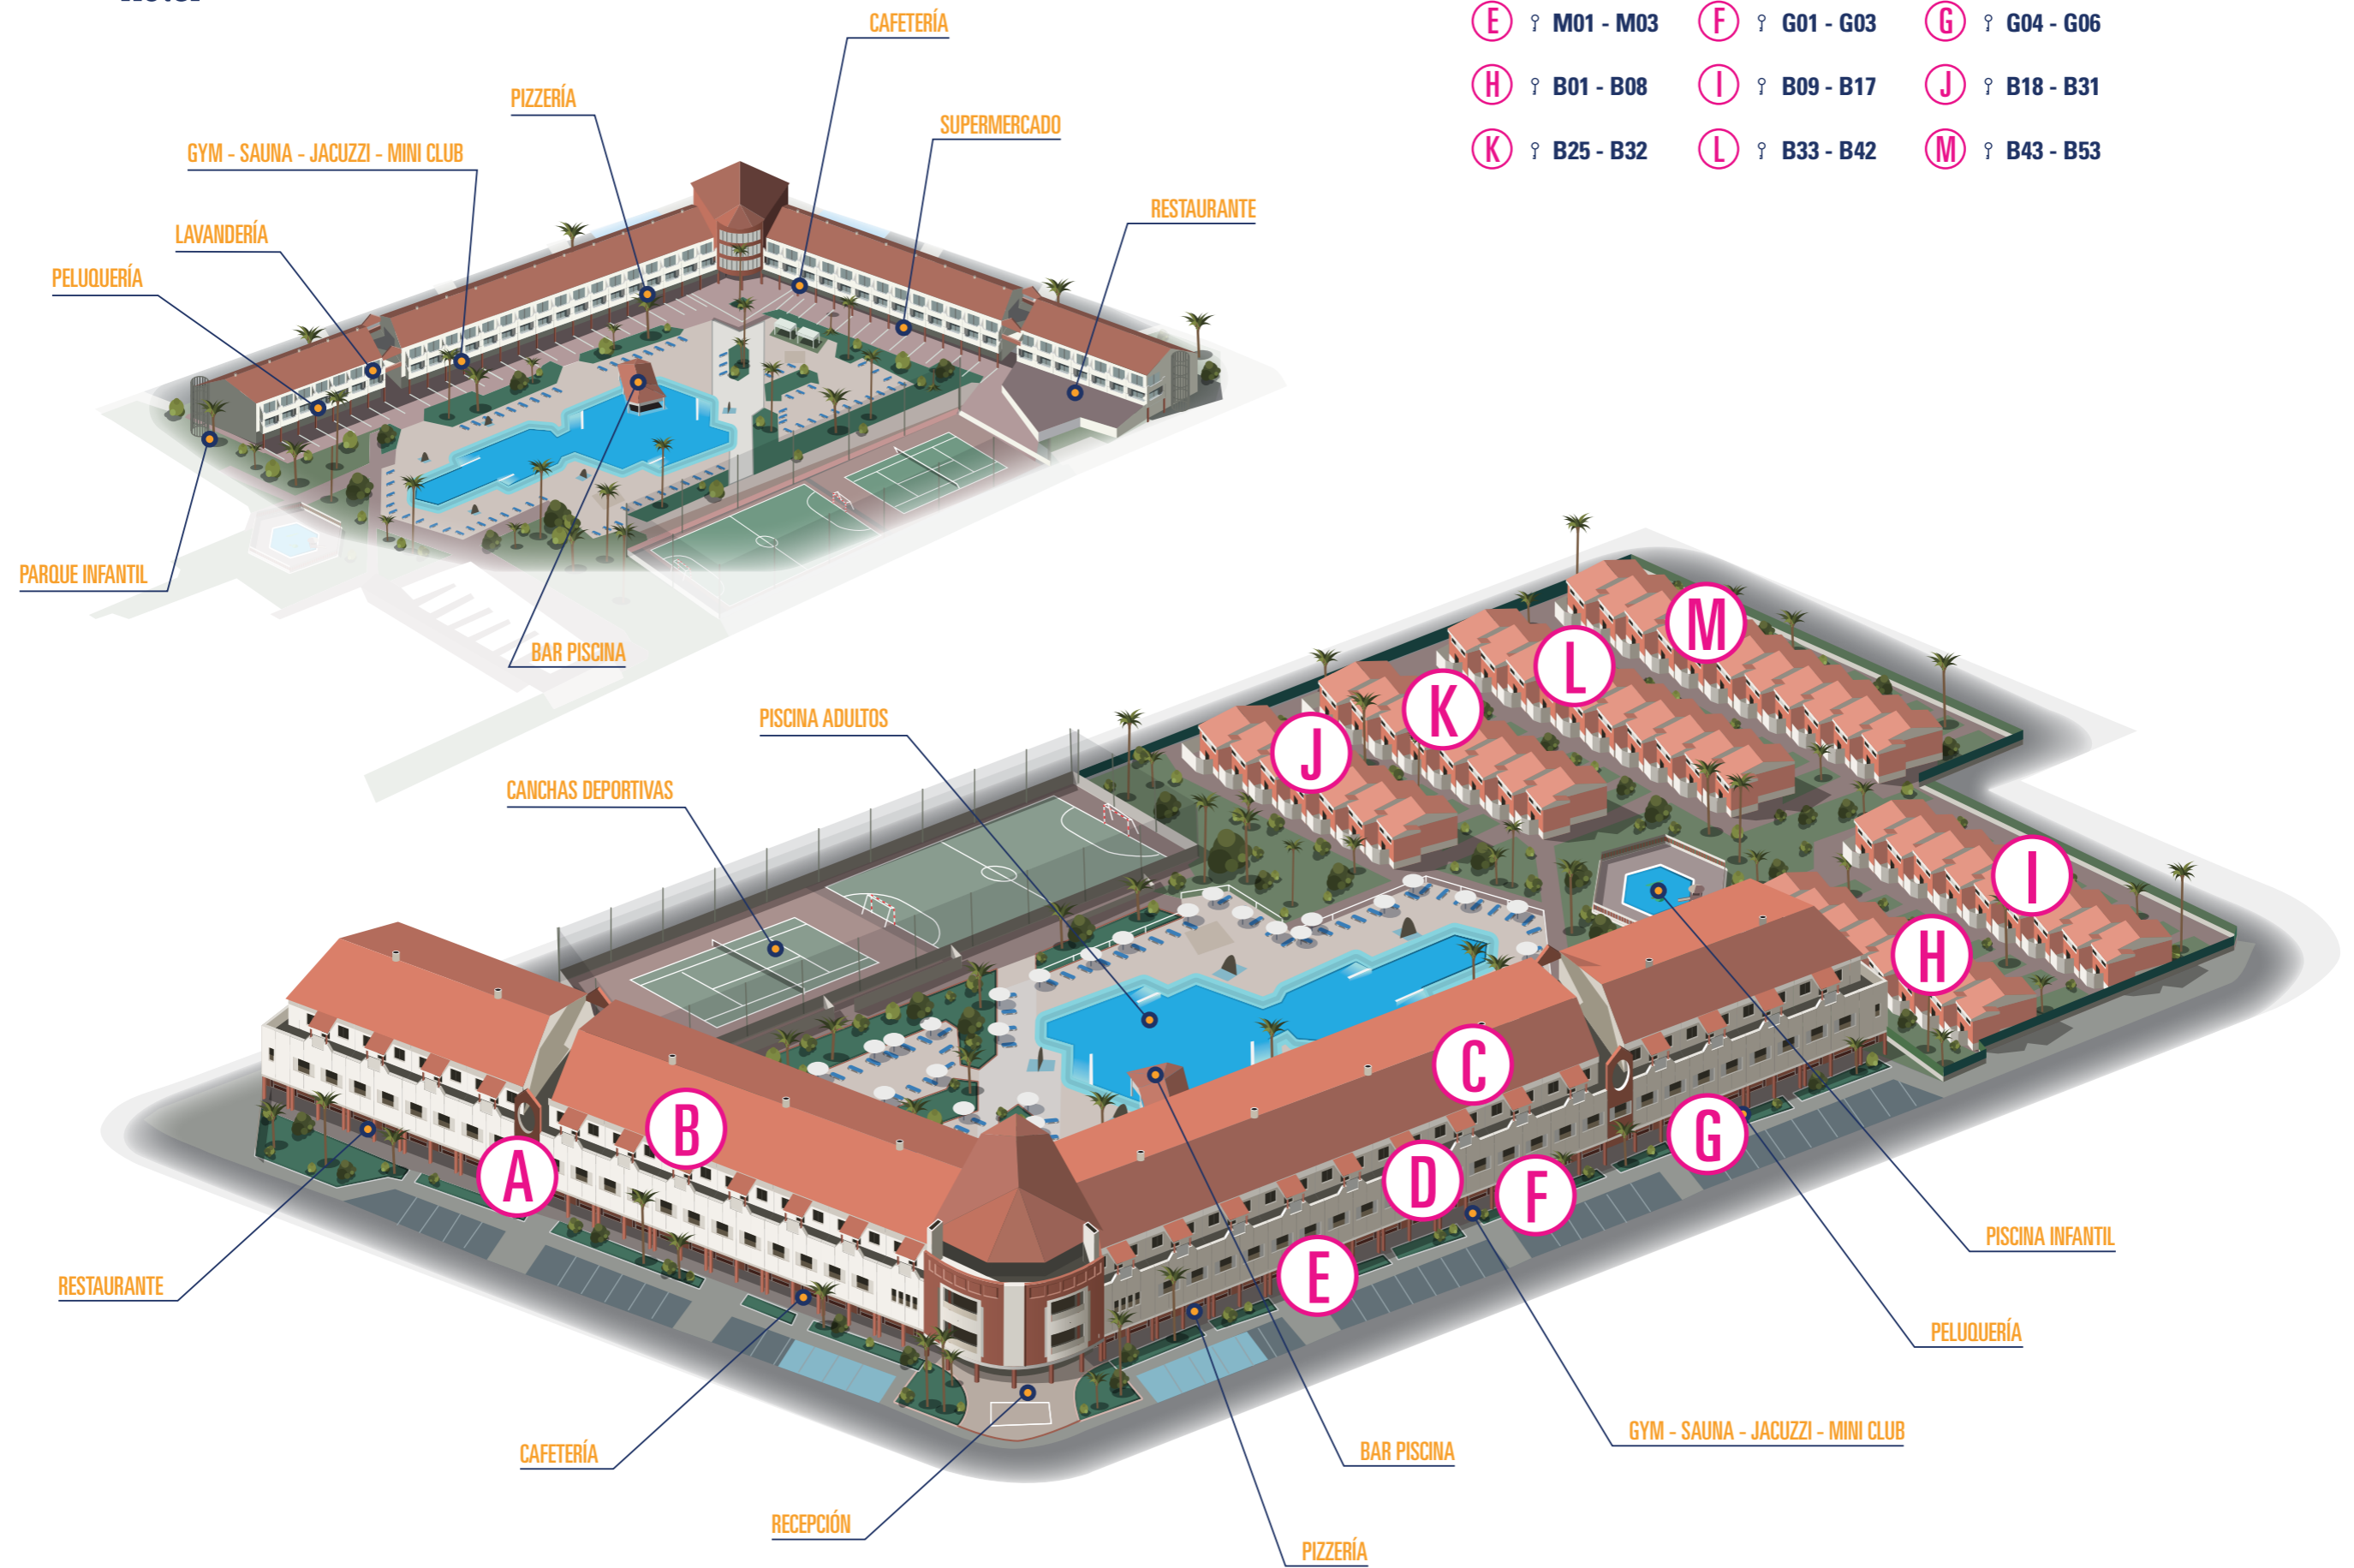 CAFETERÍA
E M01 - M03 F G01 - G03 G G04 - G06
PIZZERÍA
H B01 - B08 I B09 - B17 J B18 - B31
SUPERMERCADO
GYM - SAUNA - JACUZZI - MINI CLUB
K B25 - B32 L B33 - B42 M B43 - B53
RESTAURANTE
LAVANDERÍA
PELUQUERÍA
PARQUE INFANTIL
BAR PISCINA
M
L
K
J
PISCINA ADULTOS
CANCHAS DEPORTIVAS
I
H
C
B
G
A
D
F
E
PISCINA INFANTIL
RESTAURANTE
PELUQUERÍA
GYM - SAUNA - JACUZZI - MINI CLUB
CAFETERÍA
BAR PISCINA
RECEPCIÓN
PIZZERÍA